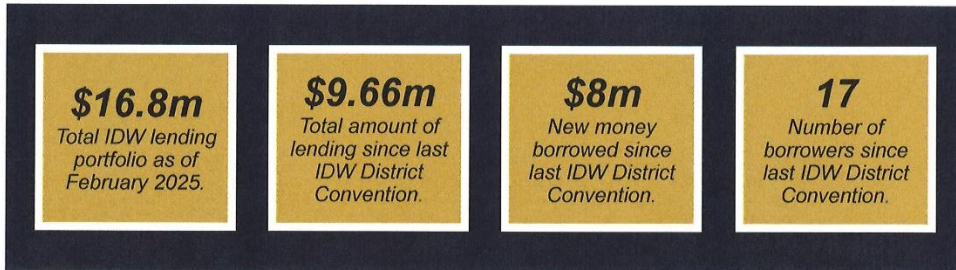 $16.8m
Total IDW lending
portfolio as of
February 2025.
$9.66m
Total amount of
lending since last
IDW District
Convention.
$8m
New money
borrowed since
last IDW District
Convention.
17
Number of
borrowers since
last IDW District
Convention.